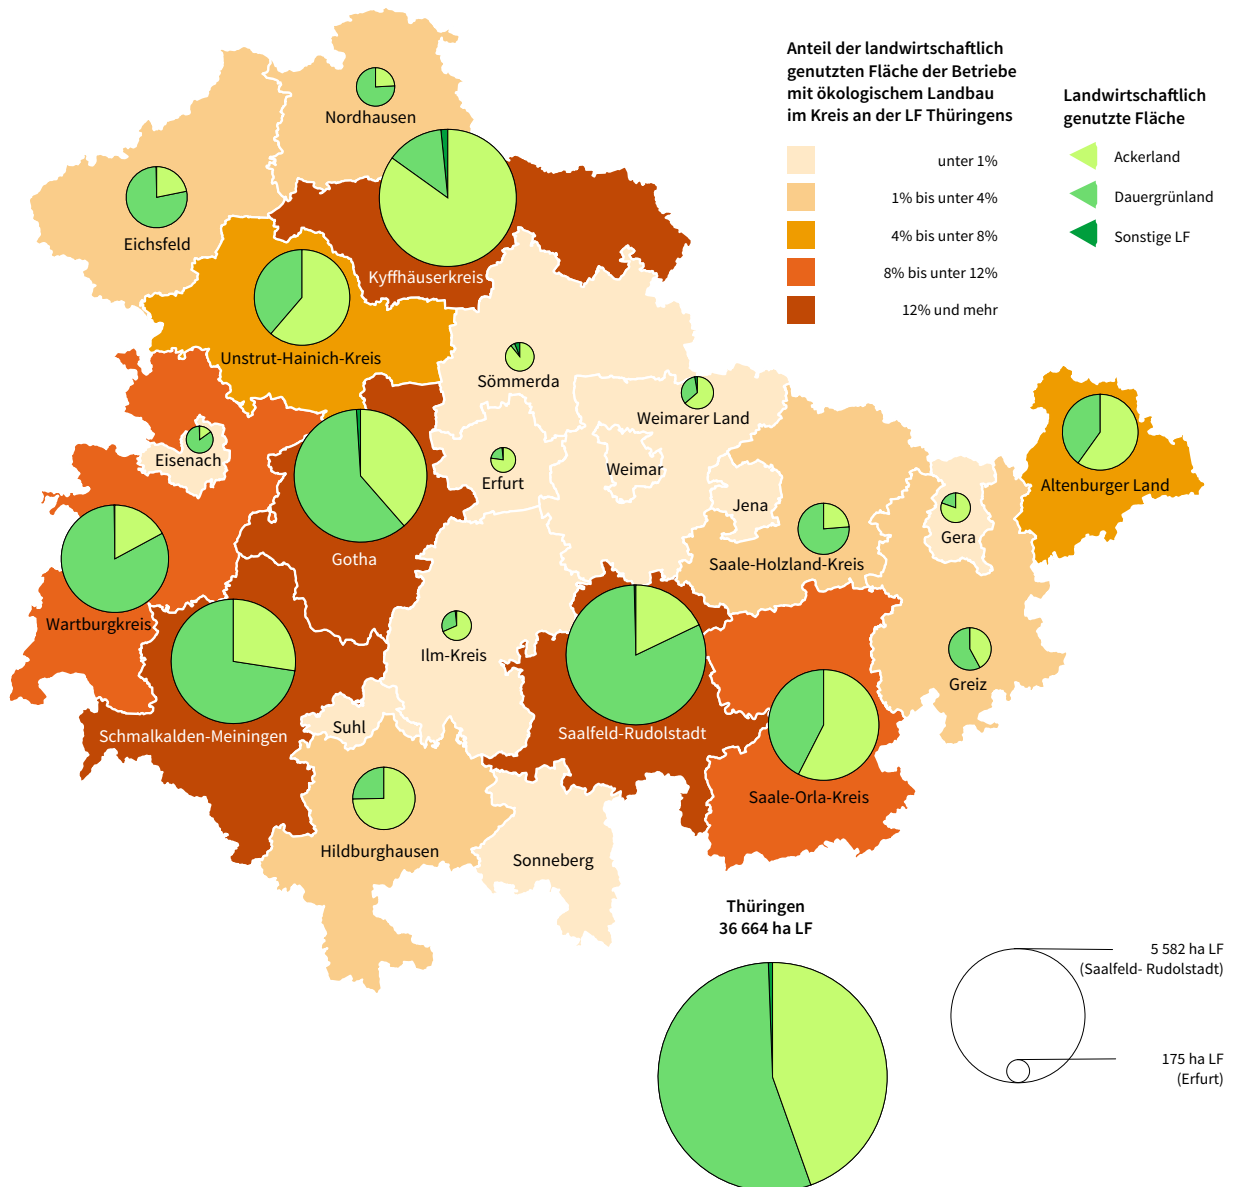 Anteil der landwirtschaftlich
genutzten Fläche der Betriebe
mit ökologischem Landbau
im Kreis an der LF Thüringens
unter 1%
1% bis unter 4%
4% bis unter 8%
8% bis unter 12%
12% und mehr
Landwirtschaftlich
genutzte Fläche
Ackerland
Dauergrünland
Sonstige LF
Nordhausen
Eichsfeld
Kyffhäuserkreis
Unstrut-Hainich-Kreis
Sömmerda
Weimarer Land
Eisenach
Erfurt
Weimar
Jena
Gera
Altenburger Land
Gotha
Saale-Holzland-Kreis
Wartburgkreis
Ilm-Kreis
Greiz
Suhl
Schmalkalden-Meiningen
Saalfeld-Rudolstadt
Saale-Orla-Kreis
Hildburghausen
Sonneberg
Thüringen
36 664 ha LF
5 582 ha LF
(Saalfeld- Rudolstadt)
175 ha LF
(Erfurt)